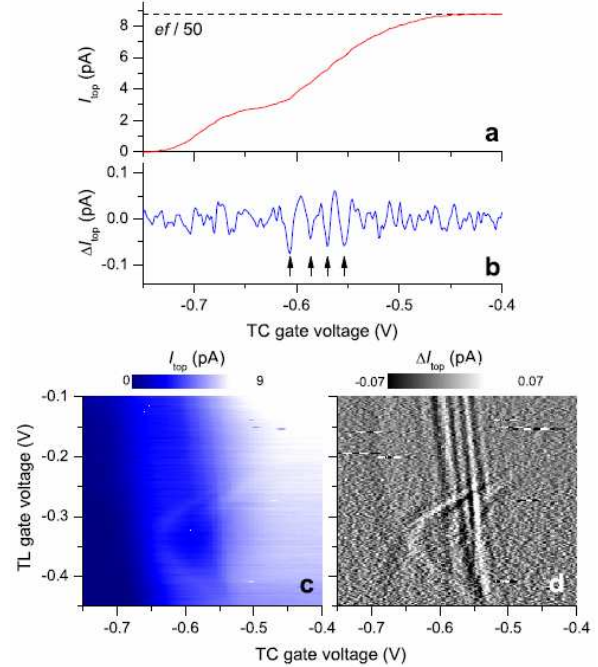 8
6
4
2
0
I_top (pA)
ef / 50
a
0.1
0.0
-0.1
ΔI_top (pA)
b
-0.7 -0.6 -0.5 -0.4
TC gate voltage (V)
I_top (pA)
0 9
ΔI_top (pA)
-0.07 0.07
-0.1
-0.2
-0.3
-0.4
TL gate voltage (V)
c
d
-0.7 -0.6 -0.5 -0.4
-0.7 -0.6 -0.5 -0.4
TC gate voltage (V)
TC gate voltage (V)